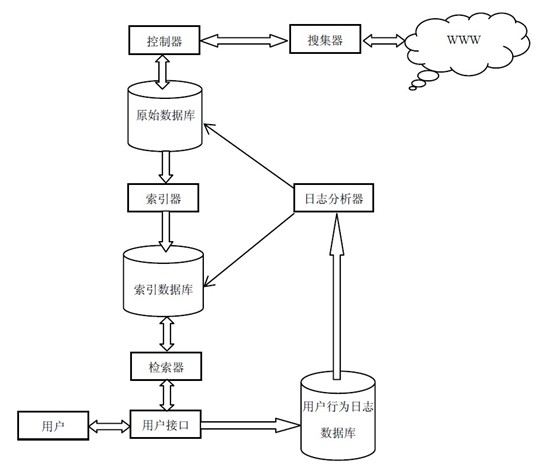 控制器
搜集器
WWW
原始数据库
索引器
日志分析器
索引数据库
检索器
用户行为日志
数据库
用户
用户接口